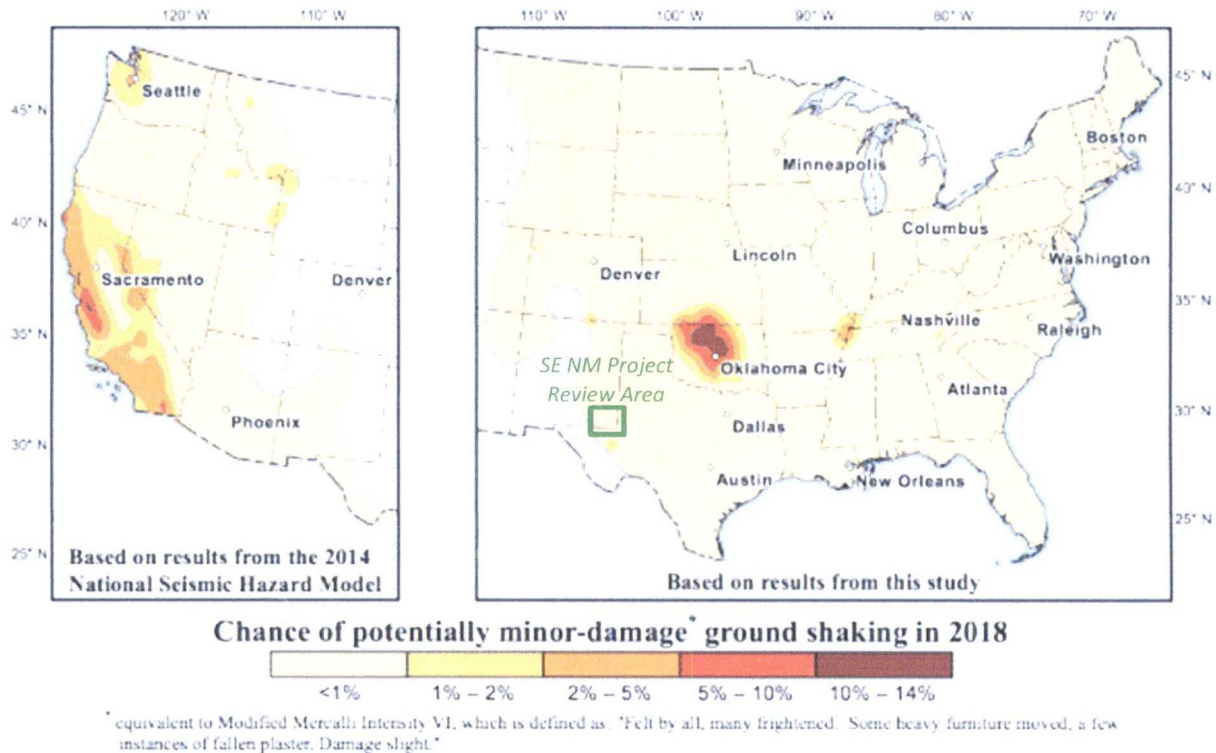 120° W 110° W
110° W 100° W 90° W 80° W 70° W
45° N
40° N
35° N
30° N
25° N
Seattle
Sacramento
Denver
Phoenix
Based on results from the 2014
National Seismic Hazard Model
Boston
Minneapolis
Columbus
Washington
Lincoln
Denver
Nashville
Raleigh
Oklahoma City
SE NM Project
Review Area
Atlanta
Dallas
Austin
New Orleans
Based on results from this study
45° N
40° N
35° N
30° N
25° N
Chance of potentially minor-damage* ground shaking in 2018
<1% 1% – 2% 2% – 5% 5% – 10% 10% – 14%
* equivalent to Modified Mercalli Intensity VI, which is defined as: "Felt by all, many frightened. Some heavy furniture moved, a few
instances of fallen plaster. Damage slight."